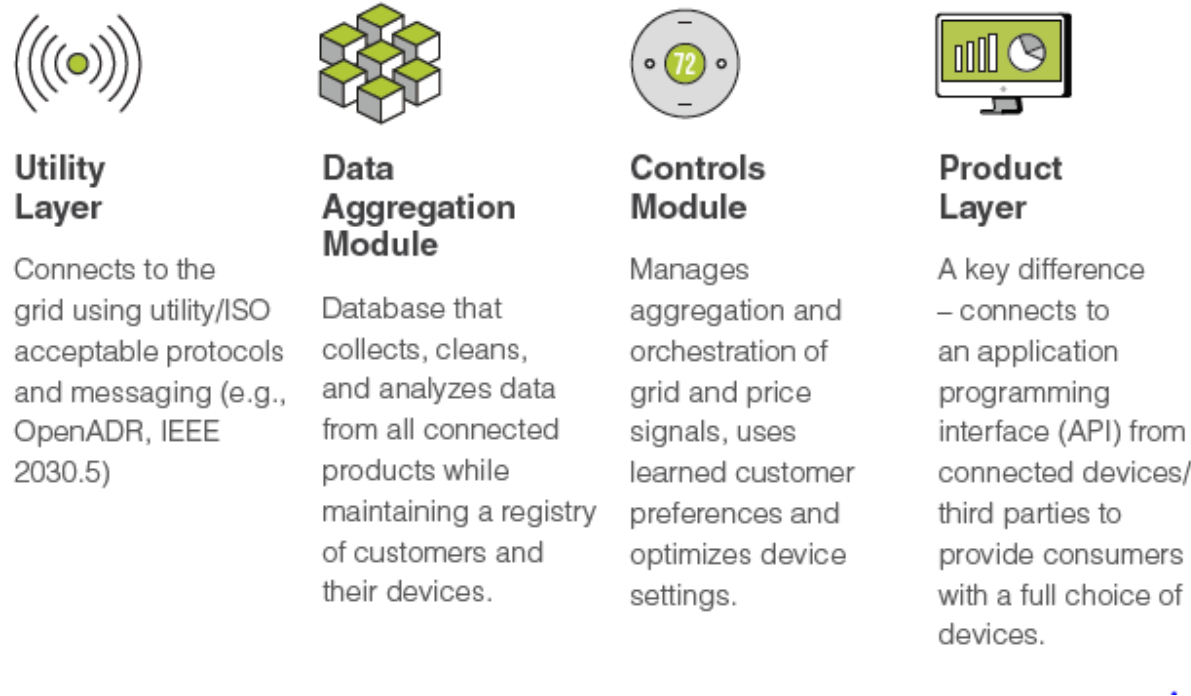 72
Utility
Layer
Connects to the
grid using utility/ISO
acceptable protocols
and messaging (e.g.,
OpenADR, IEEE
2030.5)
Data
Aggregation
Module
Database that
collects, cleans,
and analyzes data
from all connected
products while
maintaining a registry
of customers and
their devices.
Controls
Module
Manages
aggregation and
orchestration of
grid and price
signals, uses
learned customer
preferences and
optimizes device
settings.
Product
Layer
A key difference
– connects to
an application
programming
interface (API) from
connected devices/
third parties to
provide consumers
with a full choice of
devices.